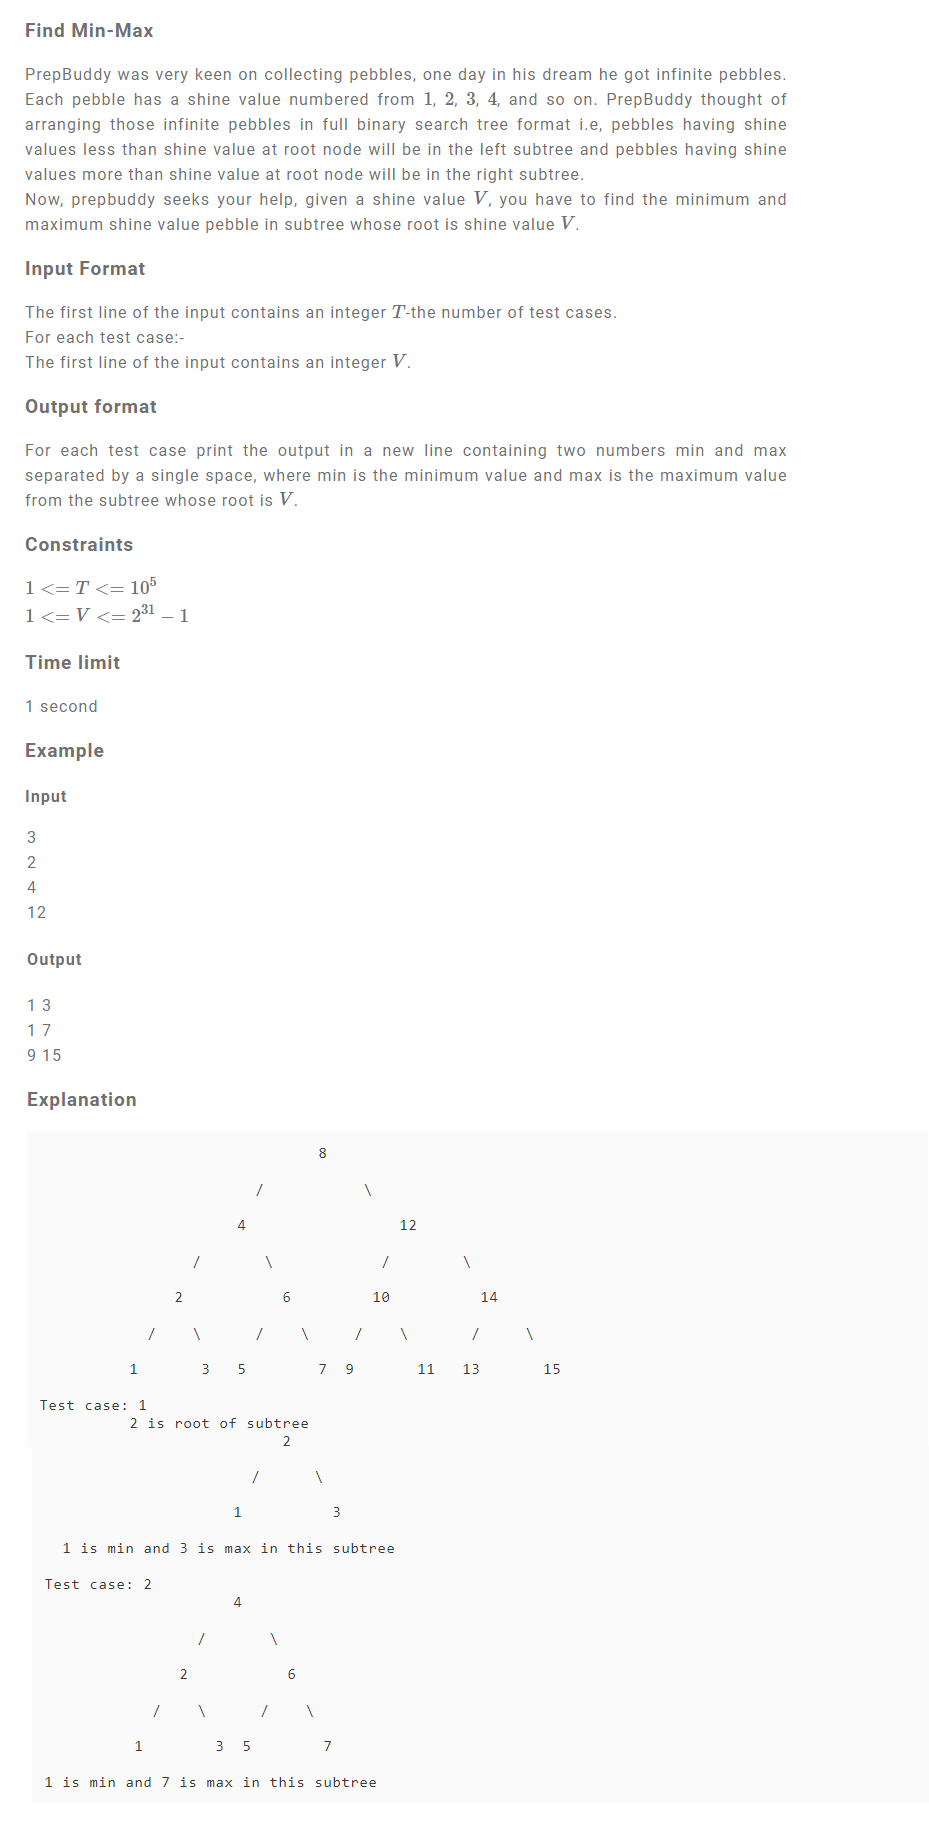 Find Min-Max
PrepBuddy was very keen on collecting pebbles, one day in his dream he got infinite pebbles.
Each pebble has a shine value numbered from 1, 2, 3, 4, and so on. PrepBuddy thought of
arranging those infinite pebbles in full binary search tree format i.e, pebbles having shine
values less than shine value at root node will be in the left subtree and pebbles having shine
values more than shine value at root node will be in the right subtree.
Now, prepbuddy seeks your help, given a shine value V, you have to find the minimum and
maximum shine value pebble in subtree whose root is shine value V.
Input Format
The first line of the input contains an integer T-the number of test cases.
For each test case:-
The first line of the input contains an integer V.
Output format
For each test case print the output in a new line containing two numbers min and max
separated by a single space, where min is the minimum value and max is the maximum value
from the subtree whose root is V.
Constraints
1 <= T <= 10^5
1 <= V <= 2^31 − 1
Time limit
1 second
Example
Input
3
2
4
12
Output
1 3
1 7
9 15
Explanation
8
/ \
4 12
/ \ / \
2 6 10 14
/ \ / \ / \ / \
1 3 5 7 9 11 13 15
Test case: 1
2 is root of subtree
2
/ \
1 3
1 is min and 3 is max in this subtree
Test case: 2
4
/ \
2 6
/ \ / \
1 3 5 7
1 is min and 7 is max in this subtree